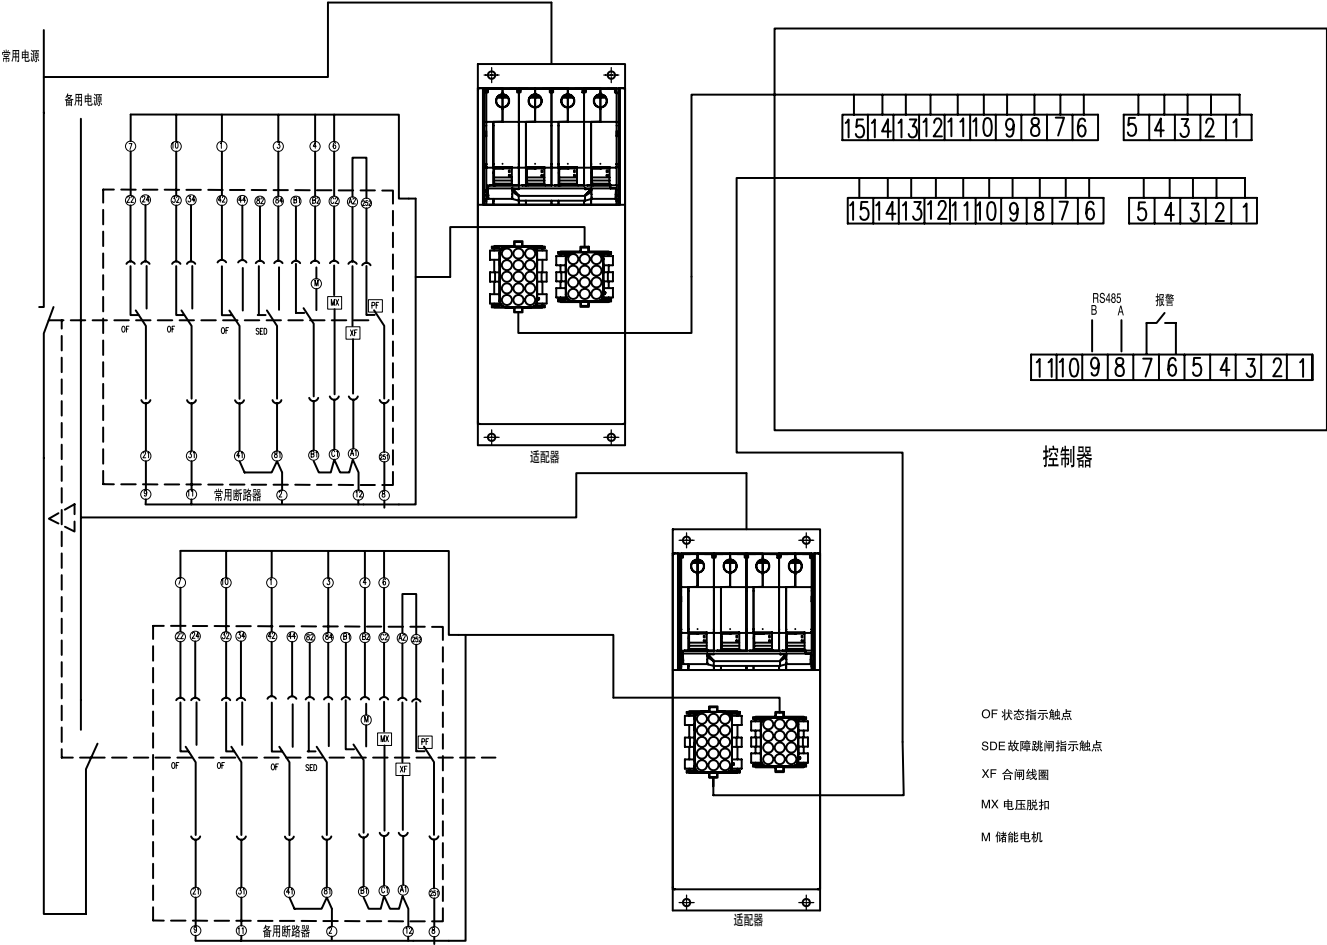 常用电源
备用电源
7 10 1 3 4 6
22 24 32 34 42 44 82 84 B1 B2 C2 A2 252
M
MX
PF
XF
OF OF OF SED
21 31 41 81 B1 C1 A1 251
9 11 常用断路器 2 12 8
适配器
15 14 13 12 11 10 9 8 7 6 5 4 3 2 1
15 14 13 12 11 10 9 8 7 6 5 4 3 2 1
RS485 报警
B A
11 10 9 8 7 6 5 4 3 2 1
控制器
7 10 1 3 4 6
22 24 32 34 42 44 82 84 B1 B2 C2 A2 252
M
MX
PF
XF
OF OF OF SED
21 31 41 81 B1 C1 A1 251
9 11 备用断路器 2 12 8
适配器
OF 状态指示触点
SDE 故障跳闸指示触点
XF 合闸线圈
MX 电压脱扣
M 储能电机